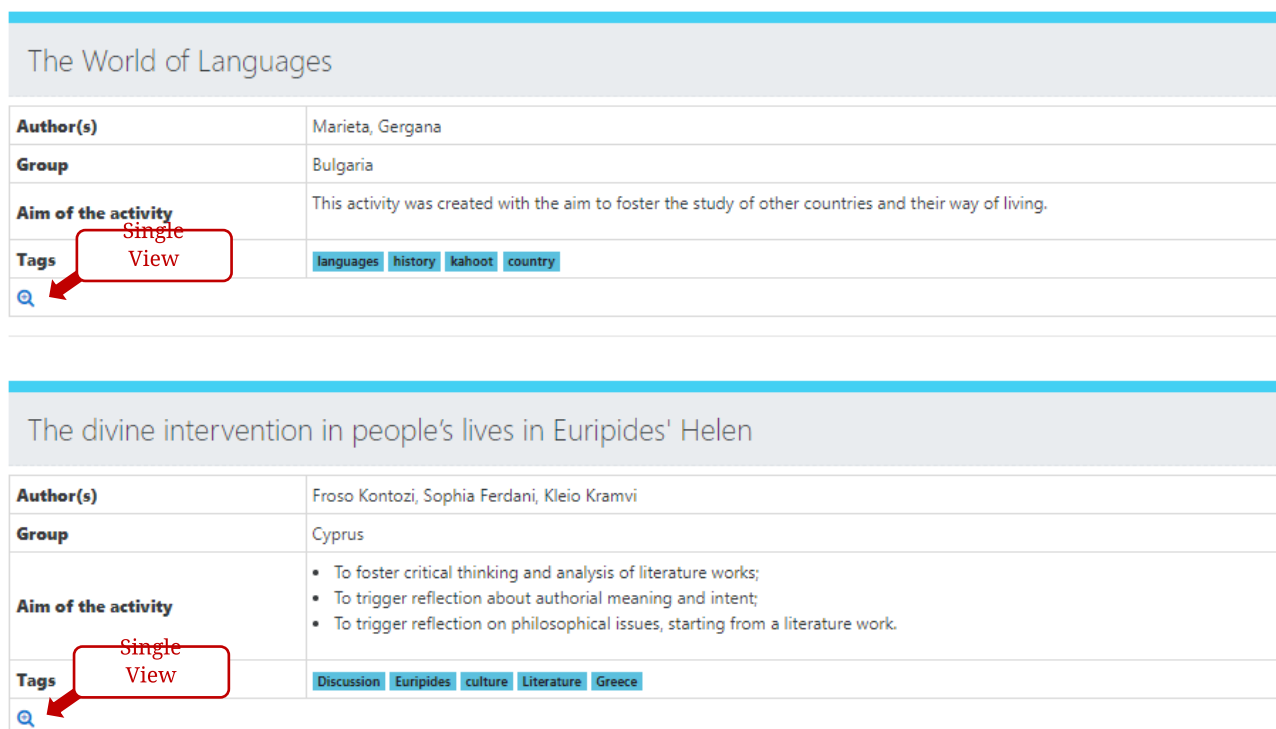 The World of Languages
Author(s) Marieta, Gergana
Group Bulgaria
Aim of the activity This activity was created with the aim to foster the study of other countries and their way of living.
Single
View
Tags languages history kahoot country
The divine intervention in people’s lives in Euripides' Helen
Author(s) Froso Kontozi, Sophia Ferdani, Kleio Kramvi
Group Cyprus
Aim of the activity
• To foster critical thinking and analysis of literature works;
• To trigger reflection about authorial meaning and intent;
• To trigger reflection on philosophical issues, starting from a literature work.
Single
View
Tags Discussion Euripides culture Literature Greece